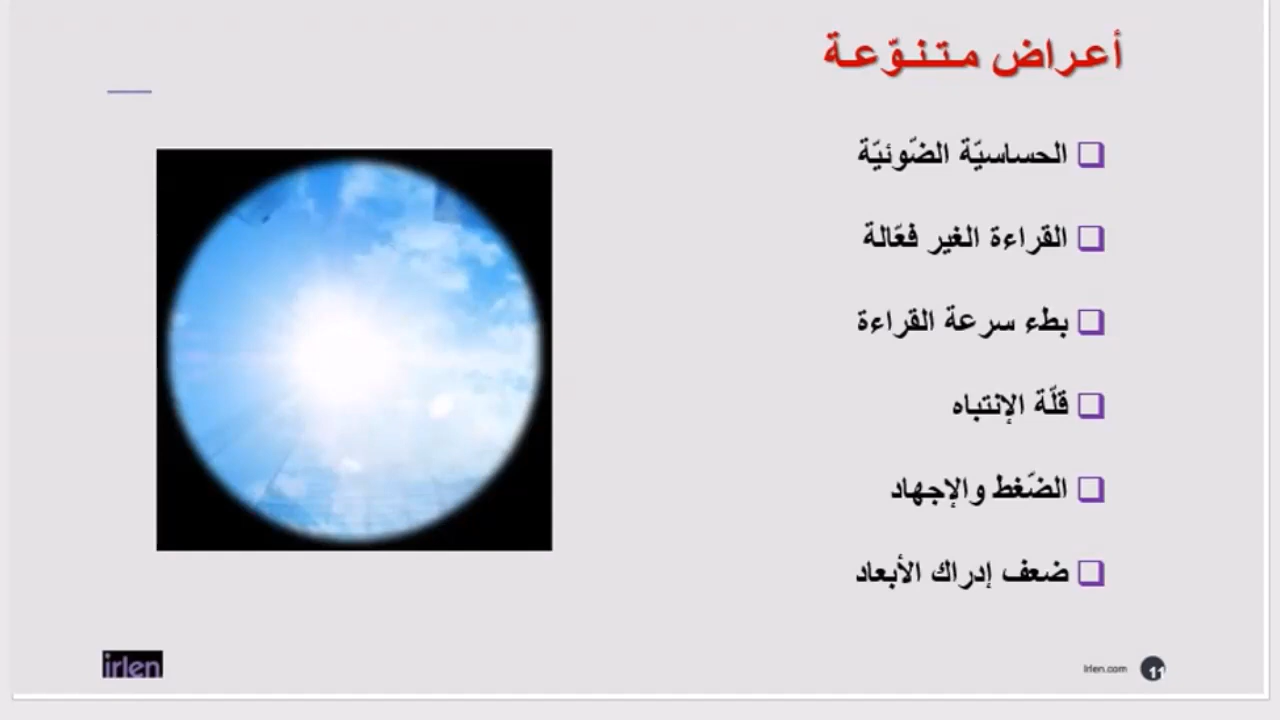 أعراض متنوّعة
الحساسيّة الضّوئيّة
القراءة الغير فعّالة
بطء سرعة القراءة
قلّة الإنتباه
الضّغط والإجهاد
ضعف إدراك الأبعاد
irlen
Irlen.com
11